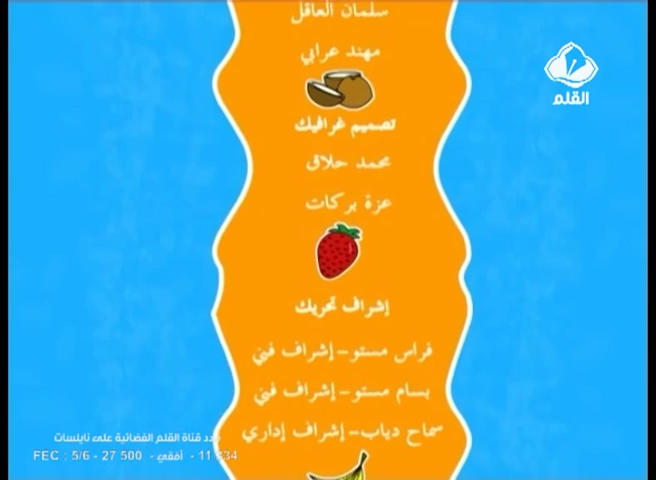 سلمان العاقل
مهند عرابي
القلم
تصميم غرافيك
محمد حلاق
عزة بركات
إشراف تحريك
فراس مستو - إشراف فني
بسام مستو - إشراف فني
سماح دياب - إشراف إداري
تردد قناة القلم الفضائية على نايلسات
11 334 - أفقي - 27 500 - FEC : 5/6